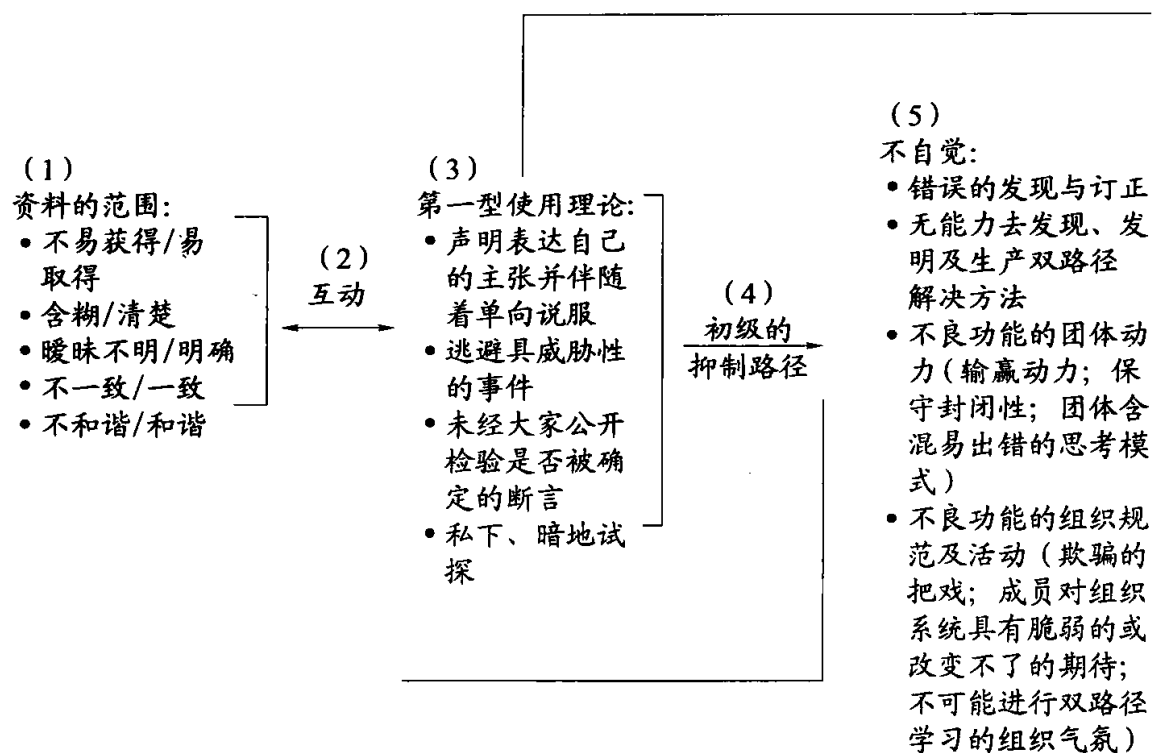 （1）
资料的范围：
• 不易获得/易
取得
• 含糊/清楚
• 暧昧不明/明确
• 不一致/一致
• 不和谐/和谐
（2）
互动
（3）
第一型使用理论：
• 声明表达自己
的主张并伴随
着单向说服
• 逃避具威胁性
的事件
• 未经大家公开
检验是否被确
定的断言
• 私下、暗地试
探
（4）
初级的
抑制路径
（5）
不自觉：
• 错误的发现与订正
• 无能力去发现、发
明及生产双路径
解决方法
• 不良功能的团体动
力（输赢动力；保
守封闭性；团体含
混易出错的思考模
式）
• 不良功能的组织规
范及活动（欺骗的
把戏；成员对组织
系统具有脆弱的或
改变不了的期待；
不可能进行双路径
学习的组织气氛）